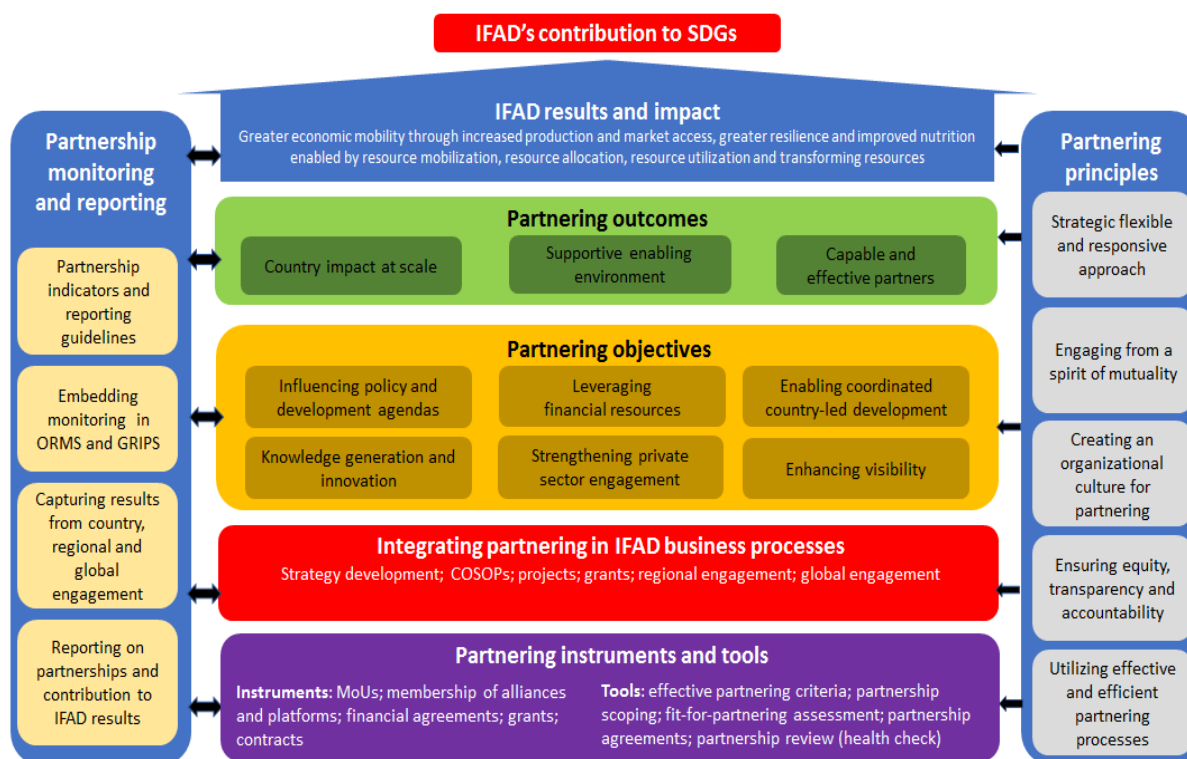 IFAD's contribution to SDGs
IFAD results and impact
Greater economic mobility through increased production and market access, greater resilience and improved nutrition
enabled by resource mobilization, resource allocation, resource utilization and transforming resources
Partnership
monitoring
and reporting
Partnership
indicators and
reporting
guidelines
Embedding
monitoring in
ORMS and GRIPS
Capturing results
from country,
regional and
global
engagement
Reporting on
partnerships and
contribution to
IFAD results
Partnering outcomes
Country impact at scale
Supportive enabling
environment
Capable and
effective partners
Partnering objectives
Influencing policy and
development agendas
Leveraging
financial resources
Enabling coordinated
country-led development
Knowledge generation and
innovation
Strengthening private
sector engagement
Enhancing visibility
Integrating partnering in IFAD business processes
Strategy development; COSOPs; projects; grants; regional engagement; global engagement
Partnering instruments and tools
Instruments: MoUs; membership of alliances
and platforms; financial agreements; grants;
contracts
Tools: effective partnering criteria; partnership
scoping; fit-for-partnering assessment; partnership
agreements; partnership review (health check)
Partnering
principles
Strategic flexible
and responsive
approach
Engaging from a
spirit of mutuality
Creating an
organizational
culture for
partnering
Ensuring equity,
transparency and
accountability
Utilizing effective
and efficient
partnering
processes